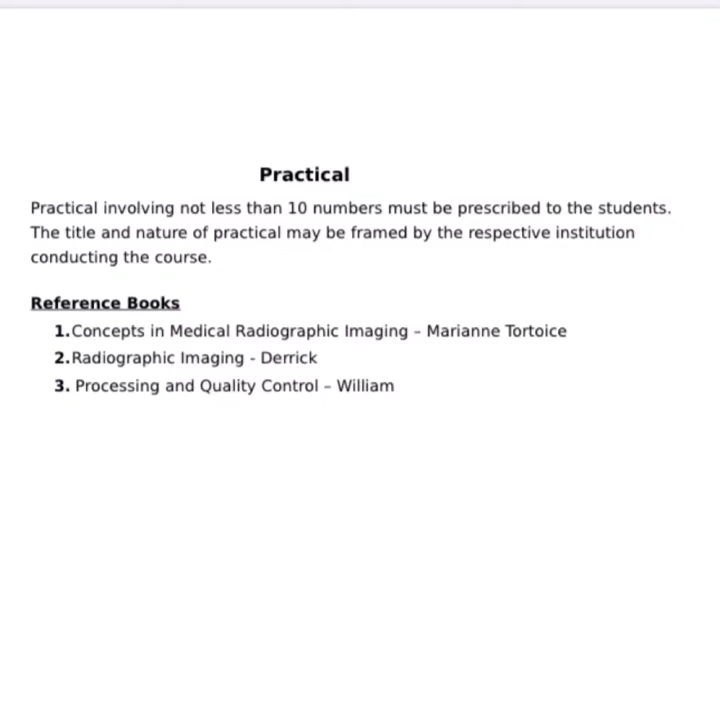 Practical
Practical involving not less than 10 numbers must be prescribed to the students.
The title and nature of practical may be framed by the respective institution
conducting the course.
Reference Books
1.Concepts in Medical Radiographic Imaging – Marianne Tortoice
2.Radiographic Imaging - Derrick
3. Processing and Quality Control – William